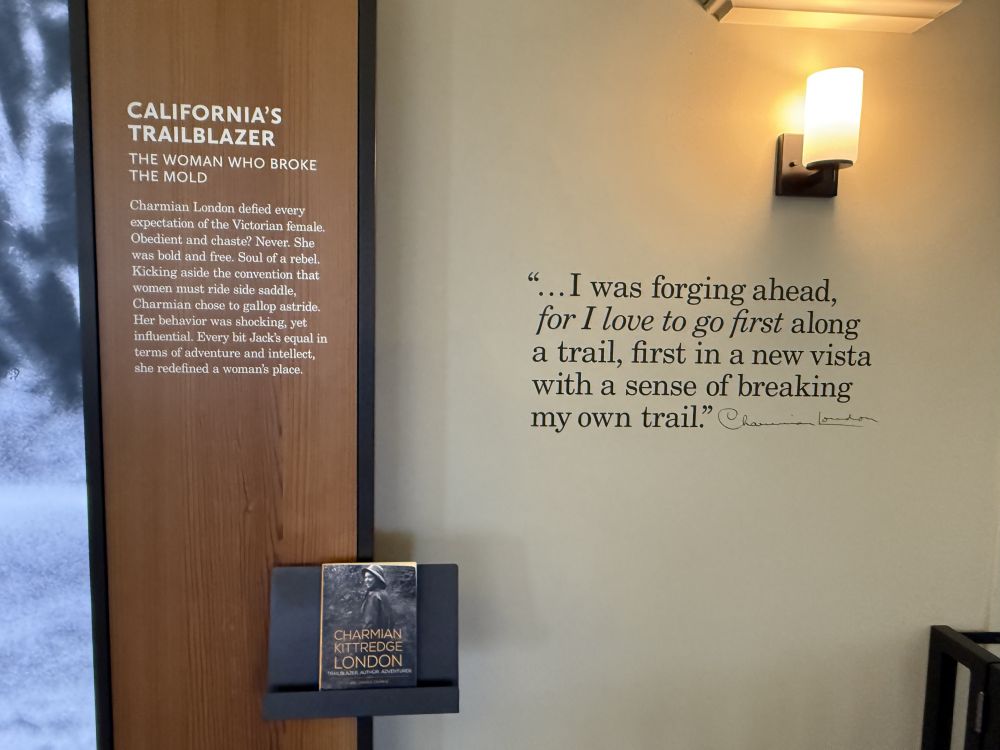 CALIFORNIA'S
TRAILBLAZER
THE WOMAN WHO BROKE
THE MOLD
Charmian London defied every
expectation of the Victorian female.
Obedient and chaste? Never. She
was bold and free. Soul of a rebel.
Kicking aside the convention that
women must ride side saddle,
Charmian chose to gallop astride.
Her behavior was shocking, yet
influential. Every bit Jack's equal in
terms of adventure and intellect,
she redefined a woman's place.
“...I was forging ahead,
for I love to go first along
a trail, first in a new vista
with a sense of breaking
my own trail.” Charmian London
CHARMIAN
KITTREDGE
LONDON
TRAILBLAZER, AUTHOR, ADVENTURER